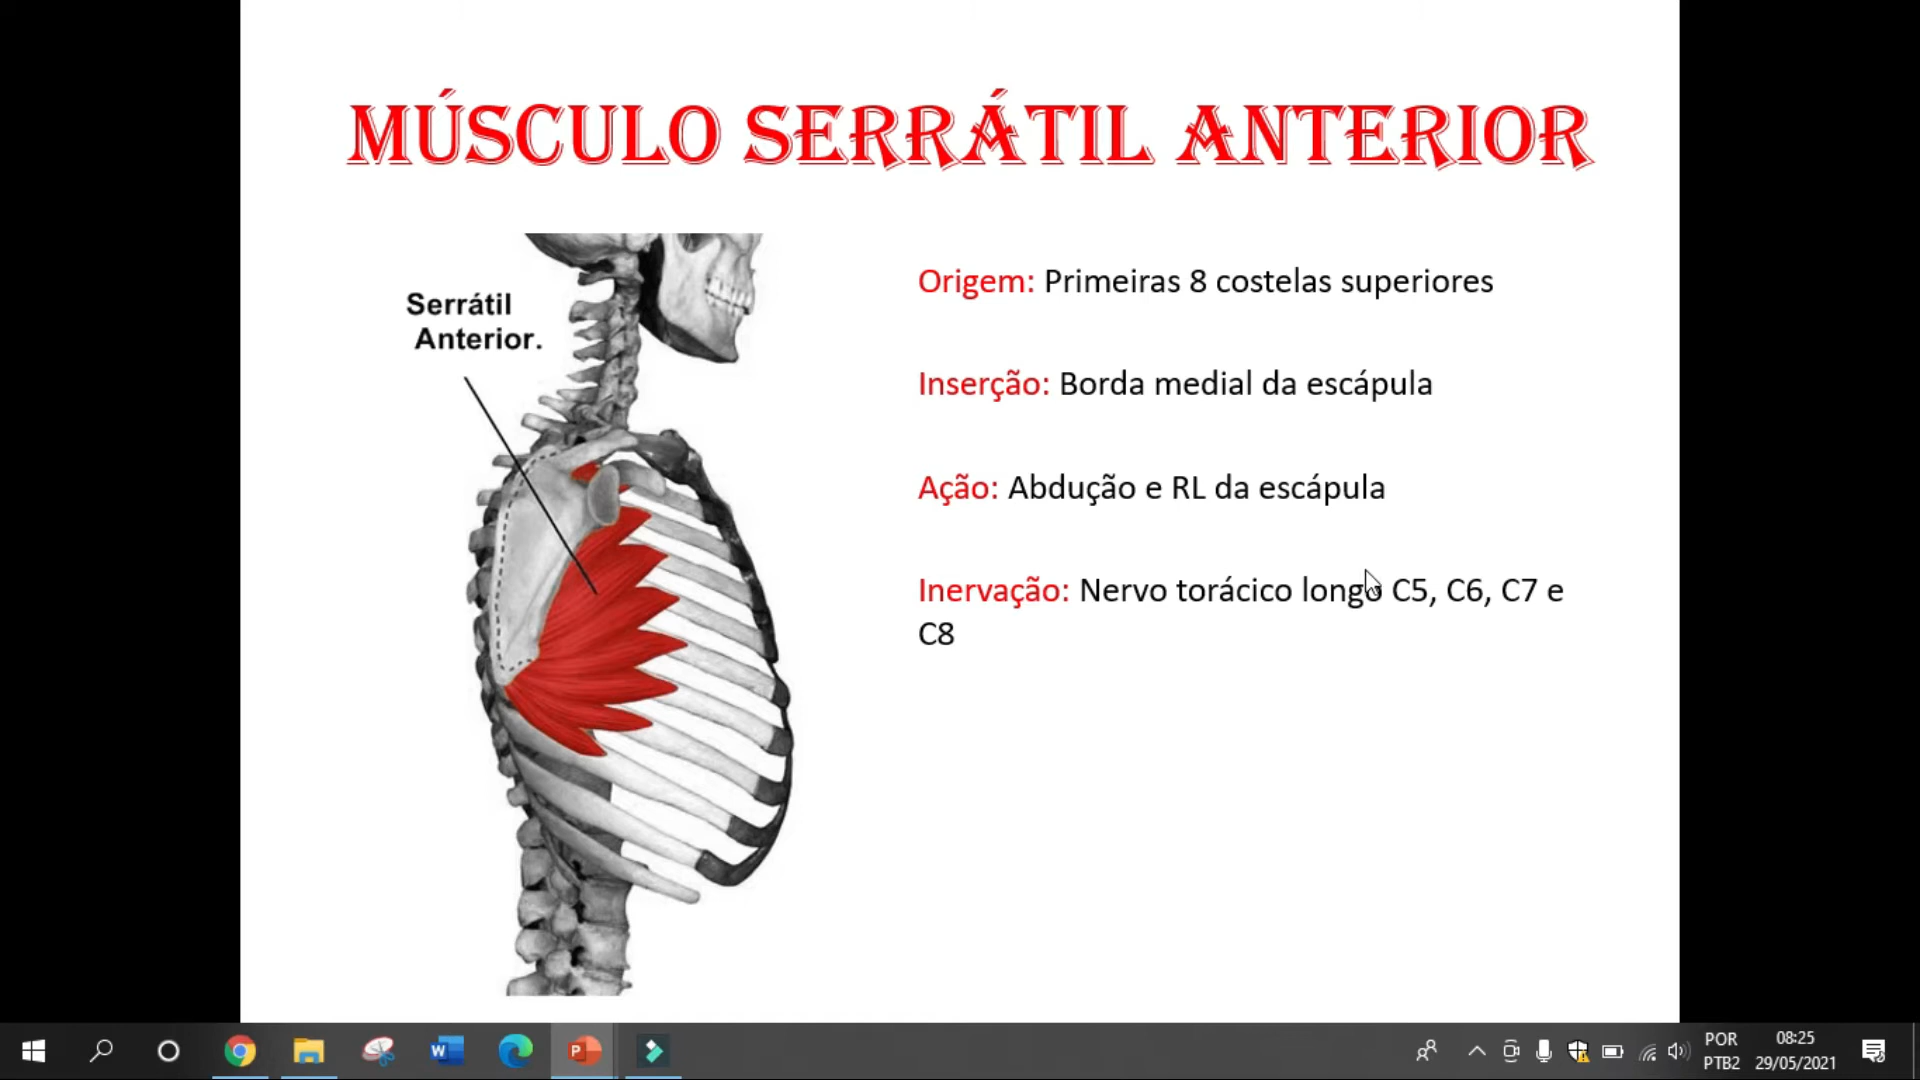 MÚSCULO SERRÁTIL ANTERIOR
Serrátil
Anterior.
Origem: Primeiras 8 costelas superiores
Inserção: Borda medial da escápula
Ação: Abdução e RL da escápula
Inervação: Nervo torácico longo C5, C6, C7 e
C8
POR
PTB2
08:25
29/05/2021